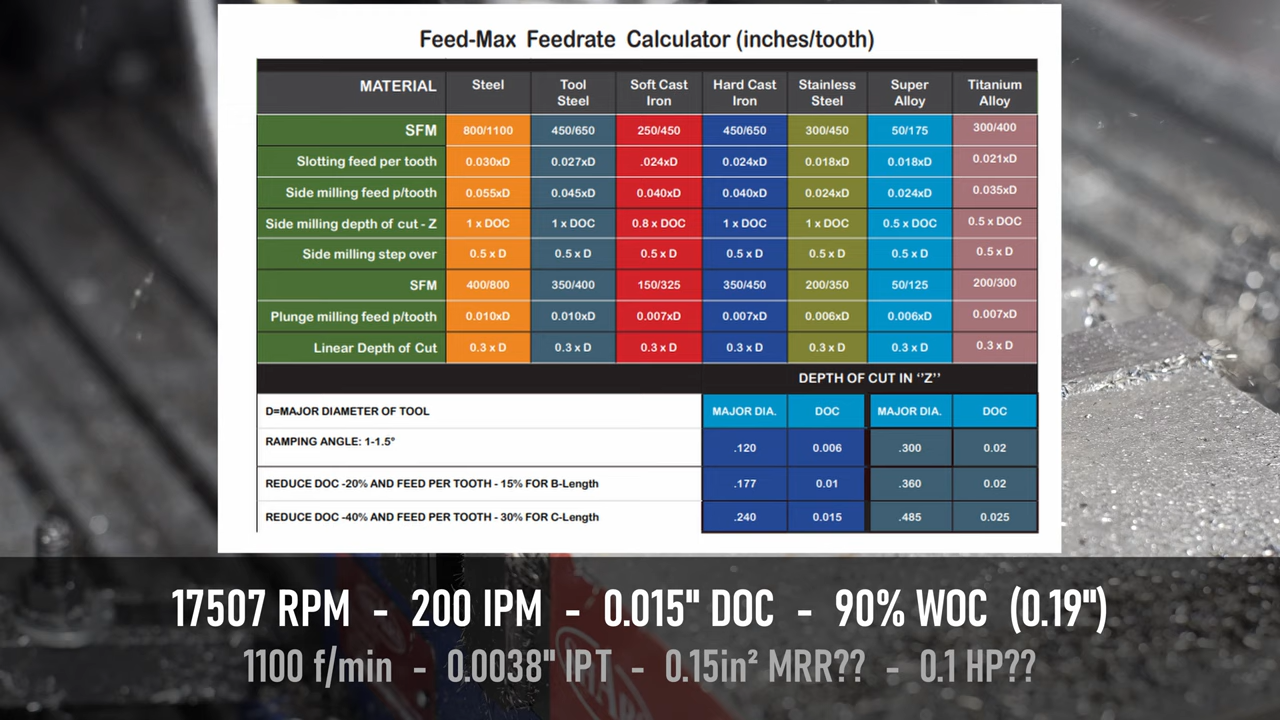 Feed-Max Feedrate Calculator (inches/tooth)
MATERIAL Steel Tool Steel Soft Cast Iron Hard Cast Iron Stainless Steel Super Alloy Titanium Alloy
SFM 800/1100 450/650 250/450 450/650 300/450 50/175 300/400
Slotting feed per tooth 0.030xD 0.027xD .024xD 0.024xD 0.018xD 0.018xD 0.021xD
Side milling feed p/tooth 0.055xD 0.045xD 0.040xD 0.040xD 0.024xD 0.024xD 0.035xD
Side milling depth of cut - Z 1 x DOC 1 x DOC 0.8 x DOC 1 x DOC 1 x DOC 0.5 x DOC 0.5 x DOC
Side milling step over 0.5 x D 0.5 x D 0.5 x D 0.5 x D 0.5 x D 0.5 x D 0.5 x D
SFM 400/800 350/400 150/325 350/450 200/350 50/125 200/300
Plunge milling feed p/tooth 0.010xD 0.010xD 0.007xD 0.007xD 0.006xD 0.006xD 0.007xD
Linear Depth of Cut 0.3 x D 0.3 x D 0.3 x D 0.3 x D 0.3 x D 0.3 x D 0.3 x D
DEPTH OF CUT IN ‘’Z’’
D=MAJOR DIAMETER OF TOOL MAJOR DIA. DOC MAJOR DIA. DOC
RAMPING ANGLE: 1-1.5° .120 0.006 .300 0.02
REDUCE DOC -20% AND FEED PER TOOTH - 15% FOR B-Length .177 0.01 .360 0.02
REDUCE DOC -40% AND FEED PER TOOTH - 30% FOR C-Length .240 0.015 .485 0.025
17507 RPM - 200 IPM - 0.015" DOC - 90% WOC (0.19")
1100 f/min - 0.0038" IPT - 0.15in² MRR?? - 0.1 HP??